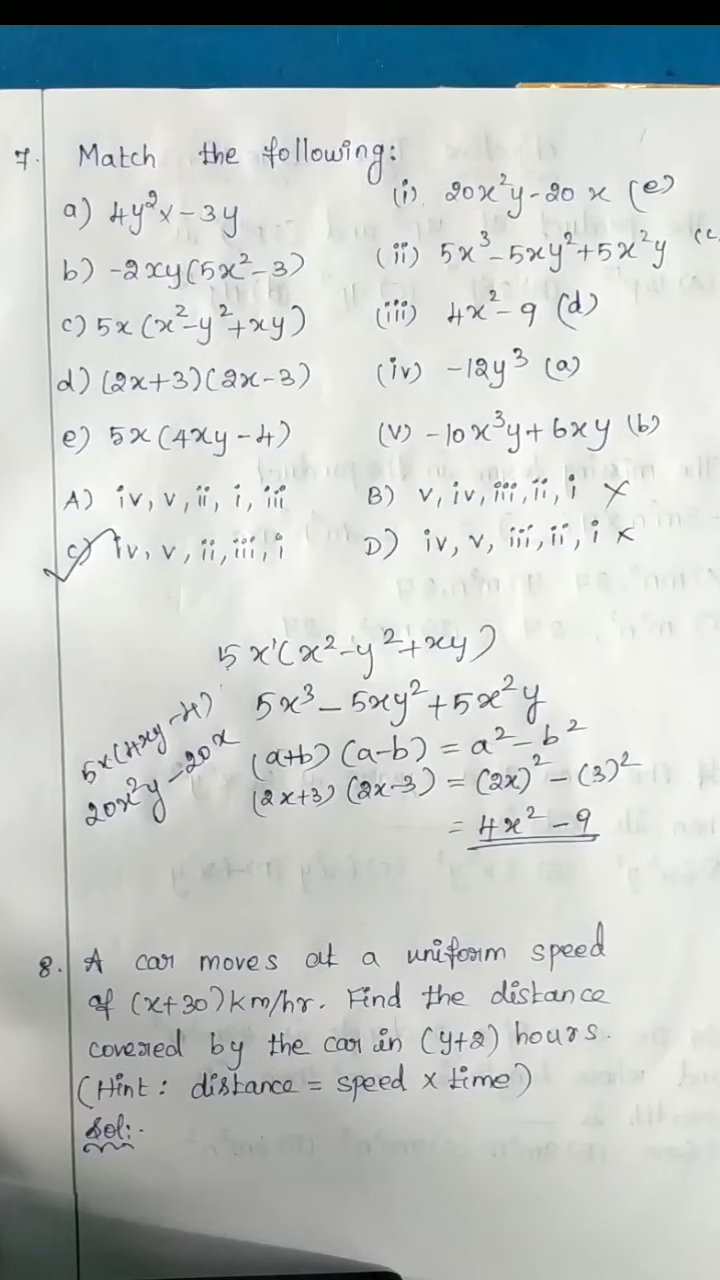 7. Match the following:
a) 4y²x - 3y (i) 20x²y - 20x (e)
b) -2xy(5x² - 3) (ii) 5x³ - 5xy² + 5x²y (c
c) 5x(x² - y² + xy) (iii) 4x² - 9 (d)
d) (2x+3)(2x-3) (iv) -12y³ (a)
e) 5x(4xy - 4) (v) -10x³y + 6xy (b)
A) iv, v, ii, i, iii B) v, iv, iii, ii, i ×
✓C) iv, v, ii, iii, i D) iv, v, iii, ii, i ×
5x(x² - y² + xy)
5x³ - 5xy² + 5x²y
5x(4xy - 4)
20x²y - 20x
(a+b)(a-b) = a² - b²
(2x+3)(2x-3) = (2x)² - (3)²
= 4x² - 9
8. A car moves at a uniform speed
of (x+30)km/hr. Find the distance
covered by the car in (y+2) hours.
(Hint: distance = speed × time)
Sol:-